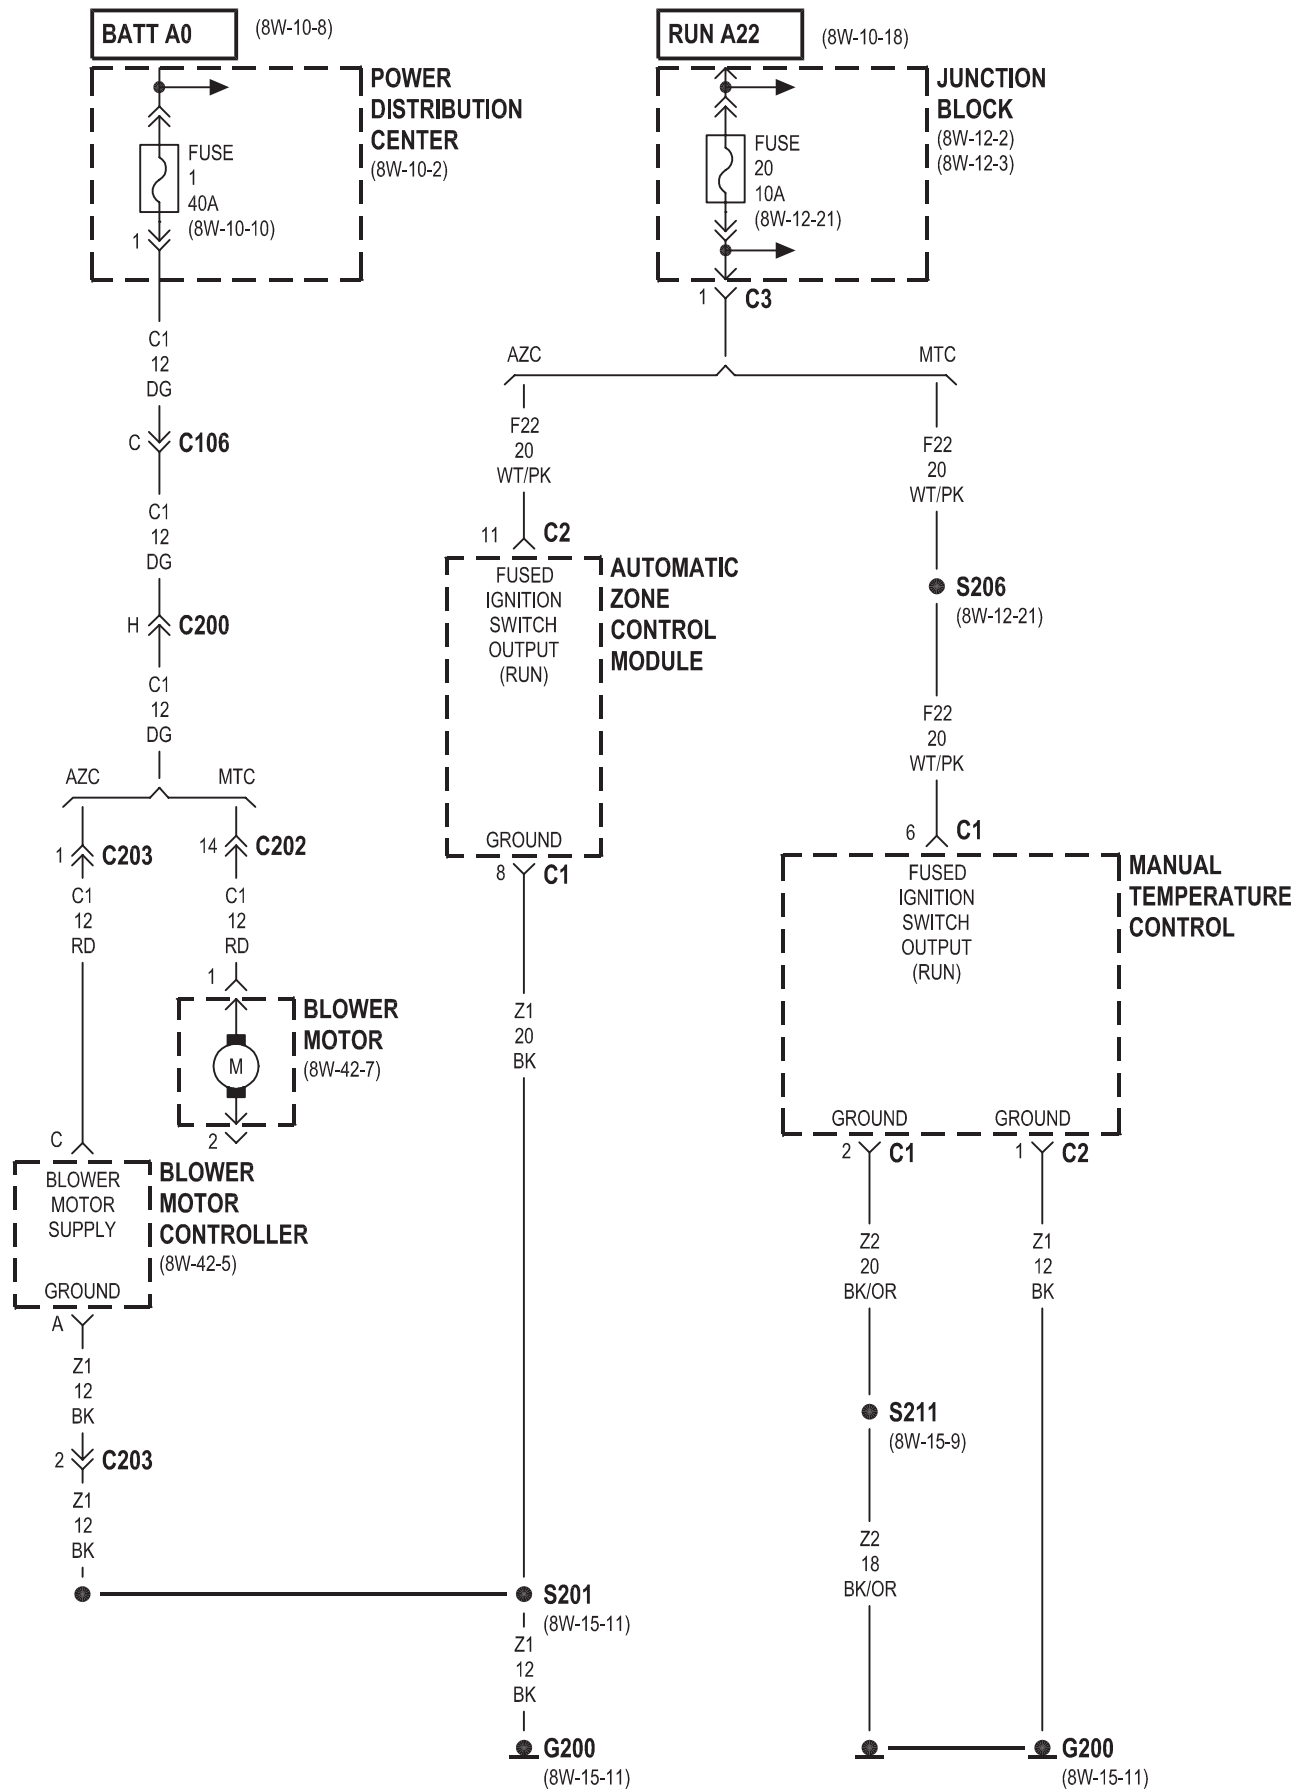 BATT A0
(8W-10-8)
POWER
DISTRIBUTION
CENTER
(8W-10-2)
FUSE
1
40A
(8W-10-10)
1
RUN A22
(8W-10-18)
JUNCTION
BLOCK
(8W-12-2)
(8W-12-3)
FUSE
20
10A
(8W-12-21)
1
C3
C1
12
DG
C
C106
C1
12
DG
H
C200
C1
12
DG
AZC
MTC
1
C203
14
C202
C1
12
RD
C1
12
RD
1
BLOWER
MOTOR
(8W-42-7)
M
2
C
BLOWER
MOTOR
SUPPLY
GROUND
BLOWER
MOTOR
CONTROLLER
(8W-42-5)
A
Z1
12
BK
2
C203
Z1
12
BK
AZC
MTC
F22
20
WT/PK
11
C2
FUSED
IGNITION
SWITCH
OUTPUT
(RUN)
GROUND
AUTOMATIC
ZONE
CONTROL
MODULE
8
C1
Z1
20
BK
S201
(8W-15-11)
Z1
12
BK
G200
(8W-15-11)
F22
20
WT/PK
S206
(8W-12-21)
F22
20
WT/PK
6
C1
FUSED
IGNITION
SWITCH
OUTPUT
(RUN)
MANUAL
TEMPERATURE
CONTROL
GROUND
GROUND
2
C1
1
C2
Z2
20
BK/OR
Z1
12
BK
S211
(8W-15-9)
Z2
18
BK/OR
G200
(8W-15-11)